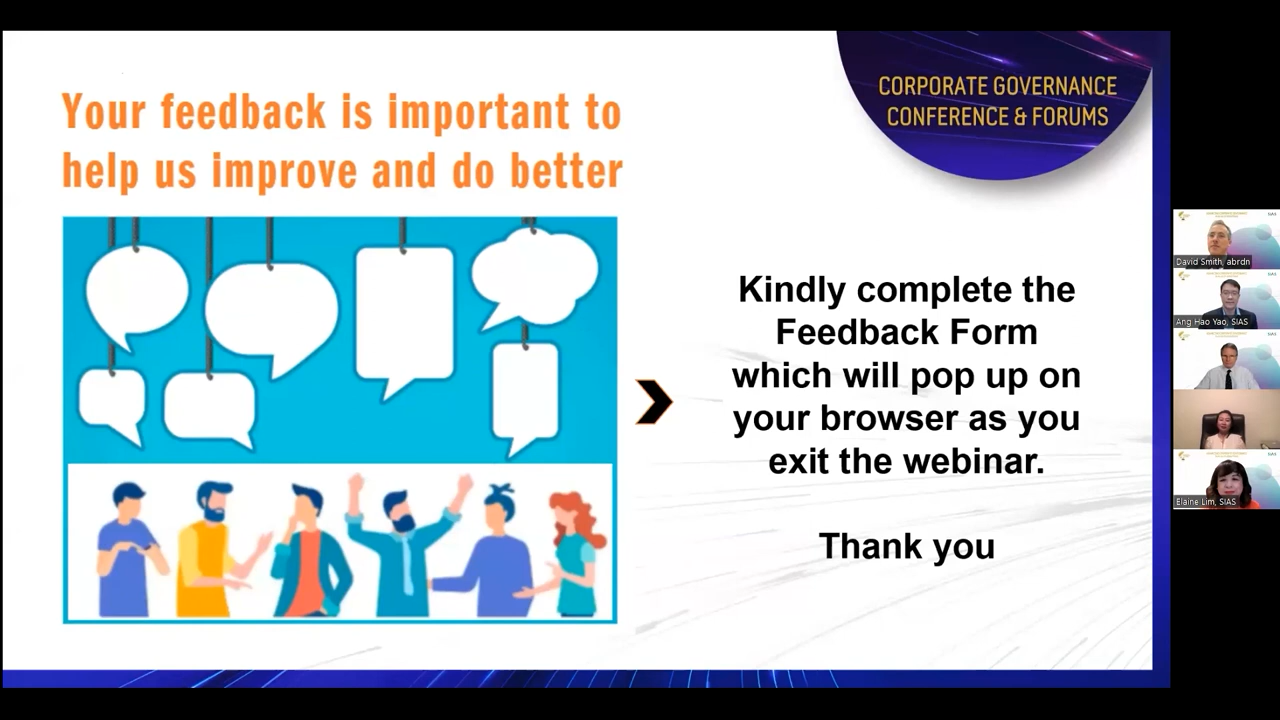 Your feedback is important to
help us improve and do better
CORPORATE GOVERNANCE
CONFERENCE & FORUMS
Kindly complete the
Feedback Form
which will pop up on
your browser as you
exit the webinar.
Thank you
David Smith, abrdn
Ang Hao Yao, SIAS
Elaine Lim, SIAS